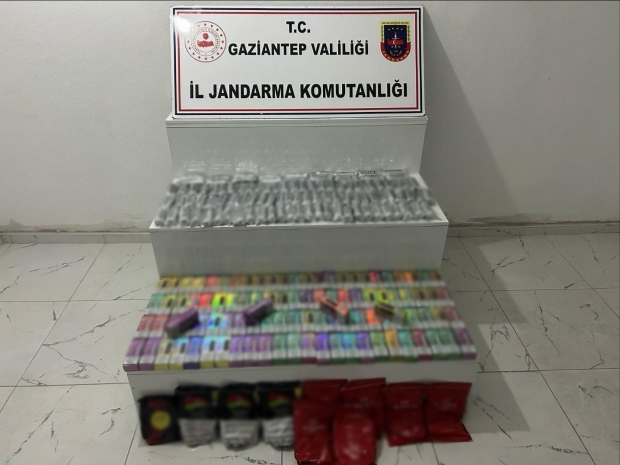 T.C.
GAZİANTEP VALİLİĞİ
İL JANDARMA KOMUTANLIĞI